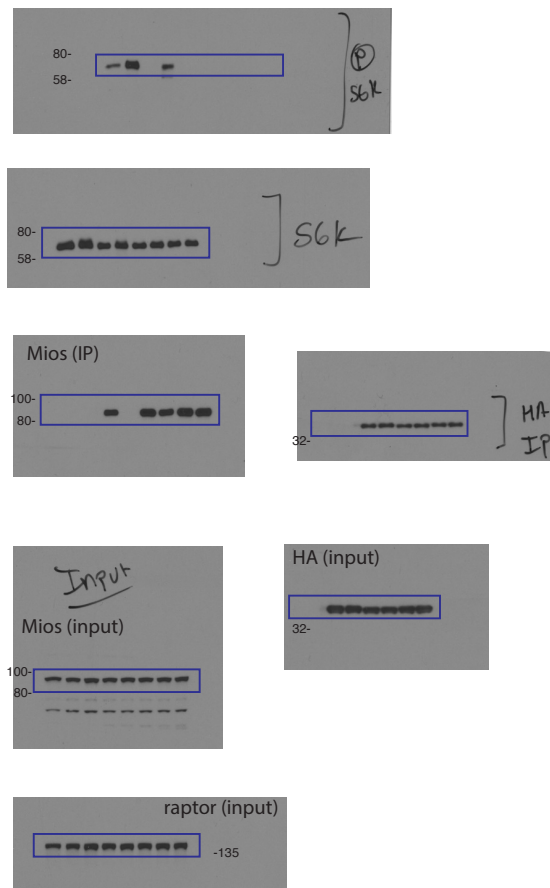 80-
58-
P
S6K
80-
58-
S6K
Mios (IP)
100-
80-
32-
HA
IP
Input
Mios (input)
100-
80-
HA (input)
32-
raptor (input)
-135